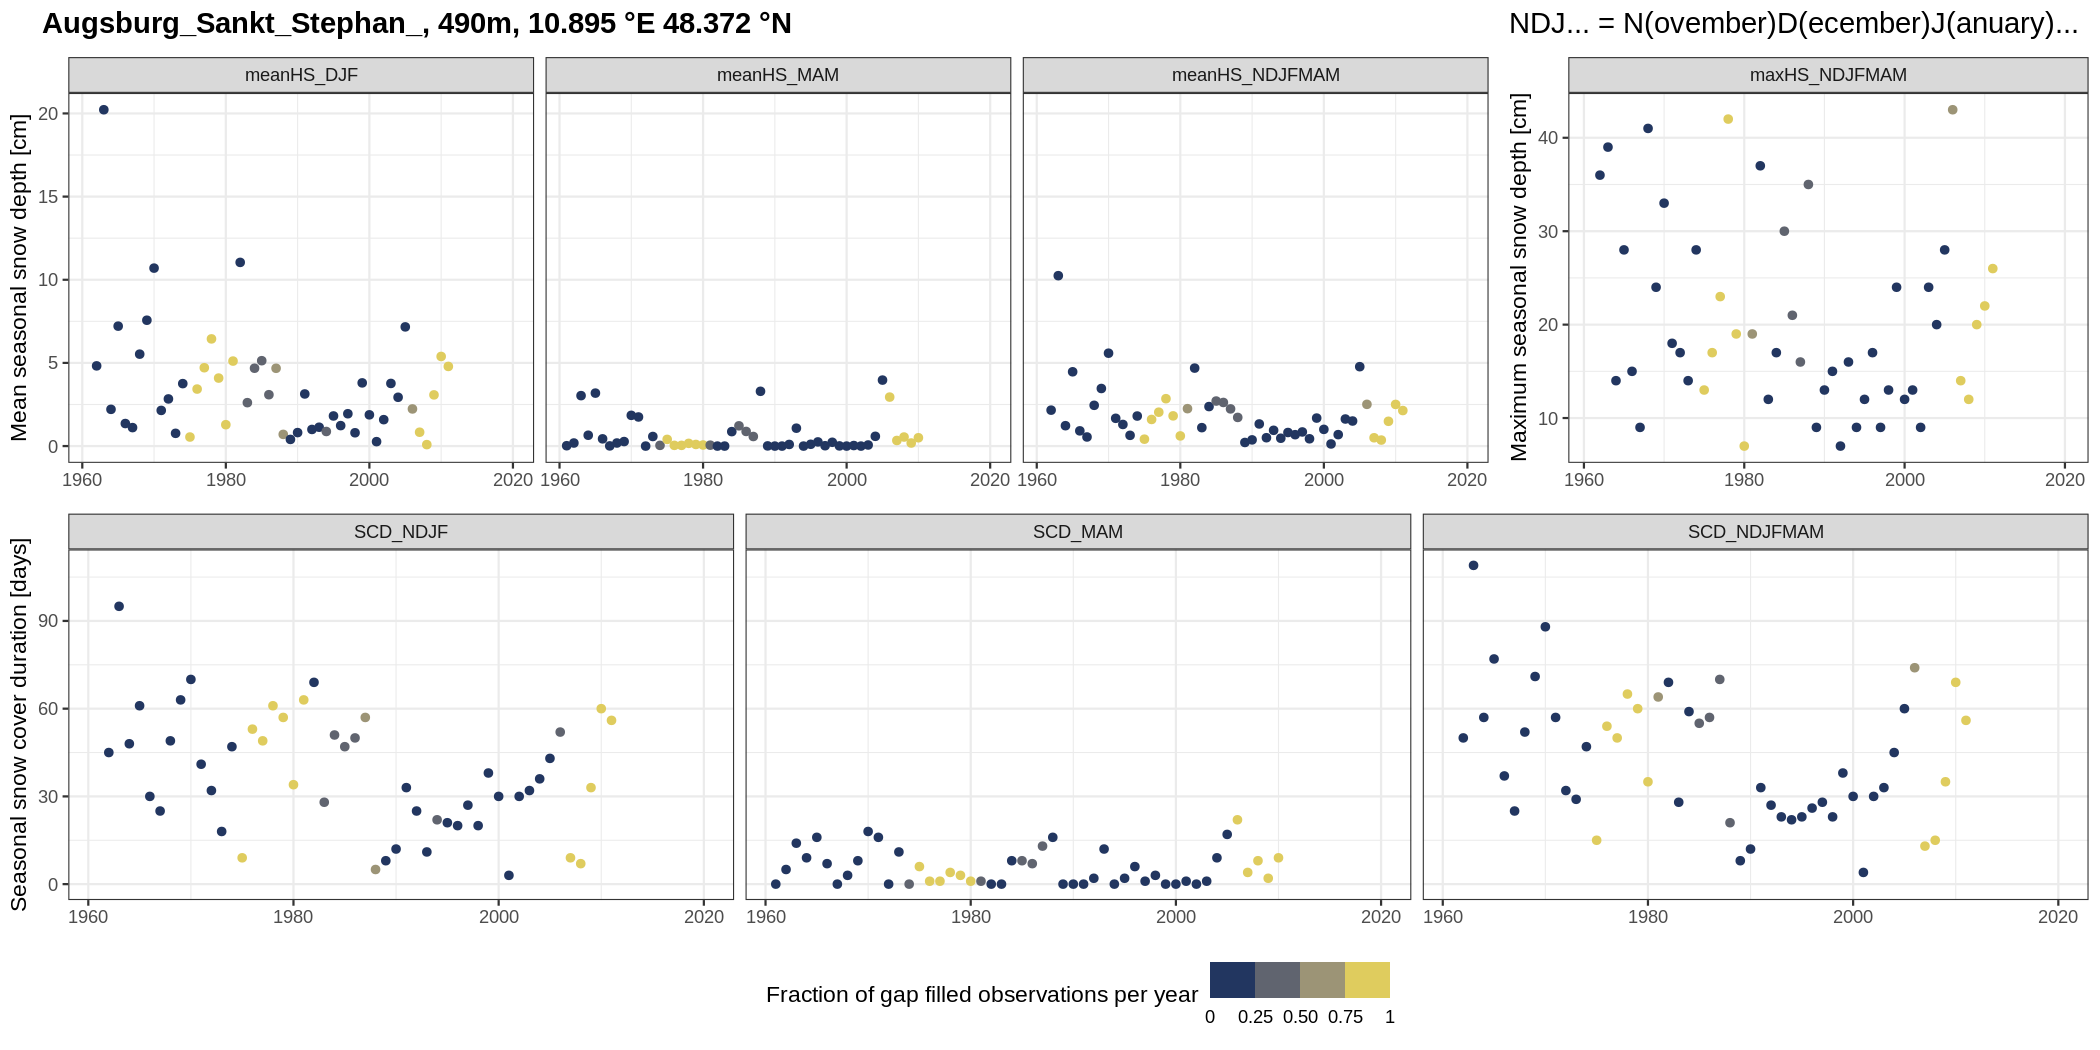 Augsburg_Sankt_Stephan_, 490m, 10.895 °E 48.372 °N
NDJ... = N(ovember)D(ecember)J(anuary)...
meanHS_DJF
meanHS_MAM
meanHS_NDJFMAM
maxHS_NDJFMAM
Mean seasonal snow depth [cm]
20
15
10
5
0
1960 1980 2000 2020
1960 1980 2000 2020
1960 1980 2000 2020
Maximum seasonal snow depth [cm]
40
30
20
10
1960 1980 2000 2020
SCD_NDJF
SCD_MAM
SCD_NDJFMAM
Seasonal snow cover duration [days]
90
60
30
0
1960 1980 2000 2020
1960 1980 2000 2020
1960 1980 2000 2020
Fraction of gap filled observations per year
0 0.25 0.50 0.75 1